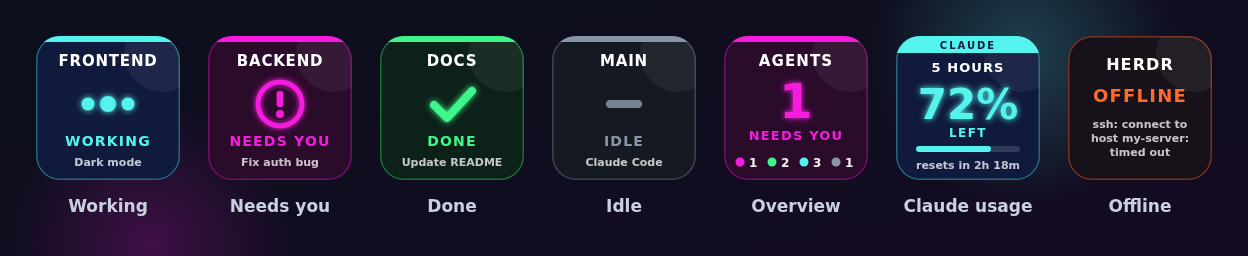 FRONTEND
WORKING
Dark mode
Working
BACKEND
NEEDS YOU
Fix auth bug
Needs you
DOCS
DONE
Update README
Done
MAIN
IDLE
Claude Code
Idle
AGENTS
1
NEEDS YOU
1 2 3 1
Overview
CLAUDE
5 HOURS
72%
LEFT
resets in 2h 18m
Claude usage
HERDR
OFFLINE
ssh: connect to
host my-server:
timed out
Offline